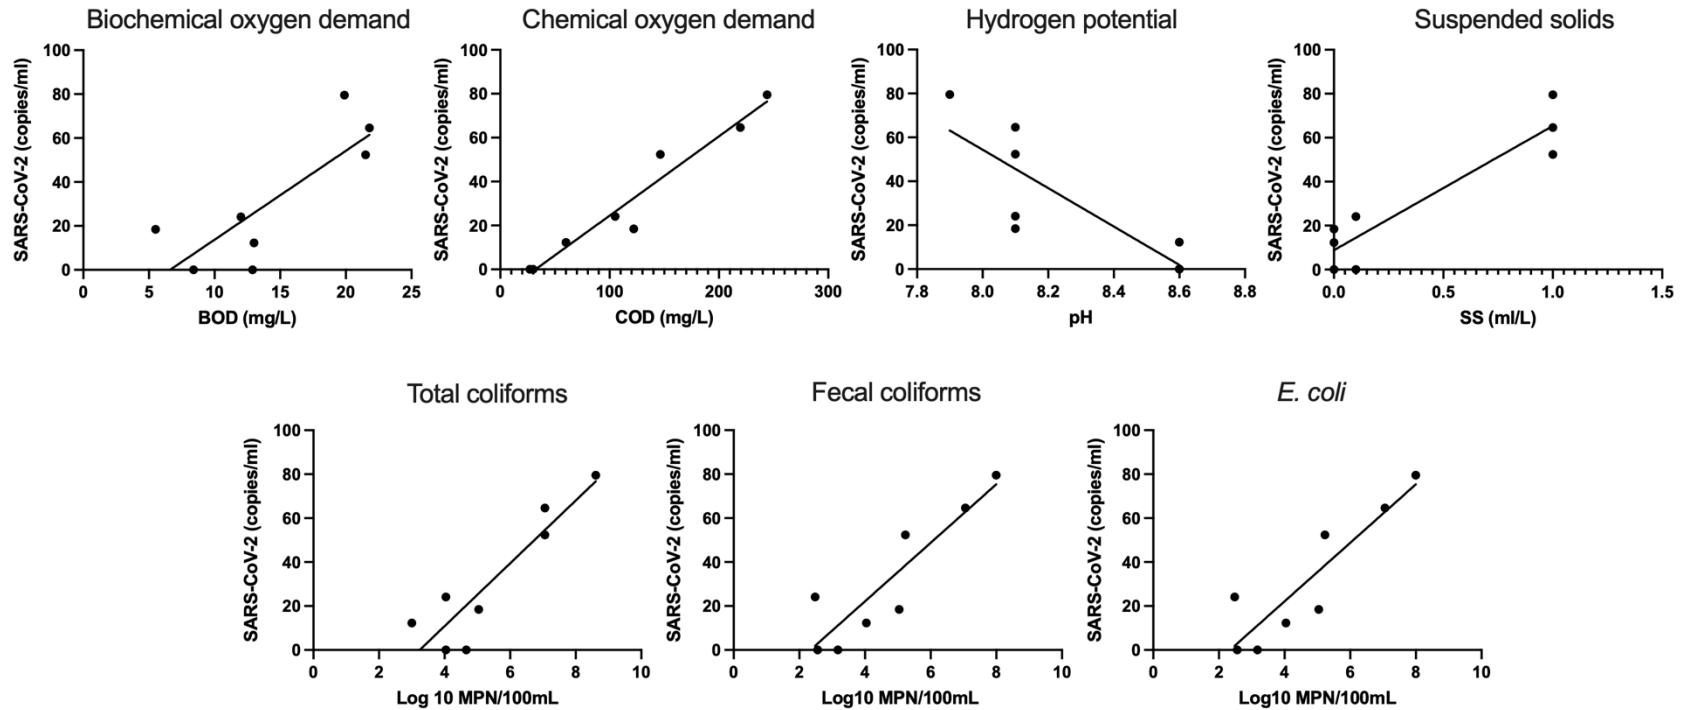 Biochemical oxygen demand
SARS-CoV-2 (copies/ml)
100
80
60
40
20
0
0 5 10 15 20 25
BOD (mg/L)
Chemical oxygen demand
SARS-CoV-2 (copies/ml)
100
80
60
40
20
0
0 100 200 300
COD (mg/L)
Hydrogen potential
SARS-CoV-2 (copies/ml)
100
80
60
40
20
0
7.8 8.0 8.2 8.4 8.6 8.8
pH
Suspended solids
SARS-CoV-2 (copies/ml)
100
80
60
40
20
0
0.0 0.5 1.0 1.5
SS (ml/L)
Total coliforms
SARS-CoV-2 (copies/ml)
100
80
60
40
20
0
0 2 4 6 8 10
Log 10 MPN/100mL
Fecal coliforms
SARS-CoV-2 (copies/ml)
100
80
60
40
20
0
0 2 4 6 8 10
Log10 MPN/100mL
E. coli
SARS-CoV-2 (copies/ml)
100
80
60
40
20
0
0 2 4 6 8 10
Log10 MPN/100mL